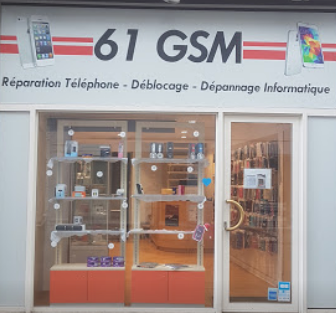 61 GSM
Réparation Téléphone - Déblocage - Dépannage Informatique